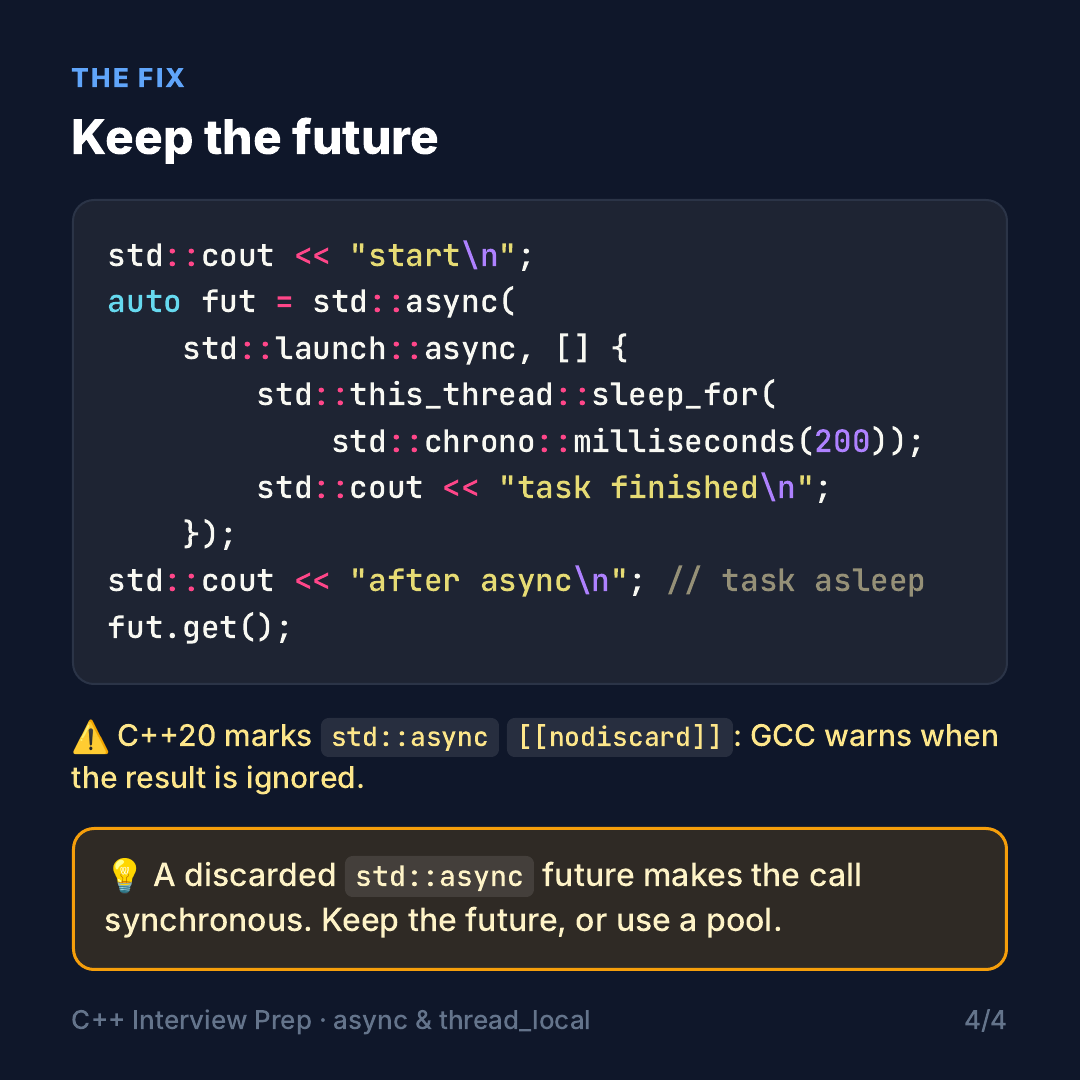 THE FIX
Keep the future
std::cout << "start\n";
auto fut = std::async(
    std::launch::async, [] {
        std::this_thread::sleep_for(
            std::chrono::milliseconds(200));
        std::cout << "task finished\n";
    });
std::cout << "after async\n"; // task asleep
fut.get();
⚠️ C++20 marks std::async [[nodiscard]]: GCC warns when
the result is ignored.
💡 A discarded std::async future makes the call
synchronous. Keep the future, or use a pool.
C++ Interview Prep · async & thread_local
4/4